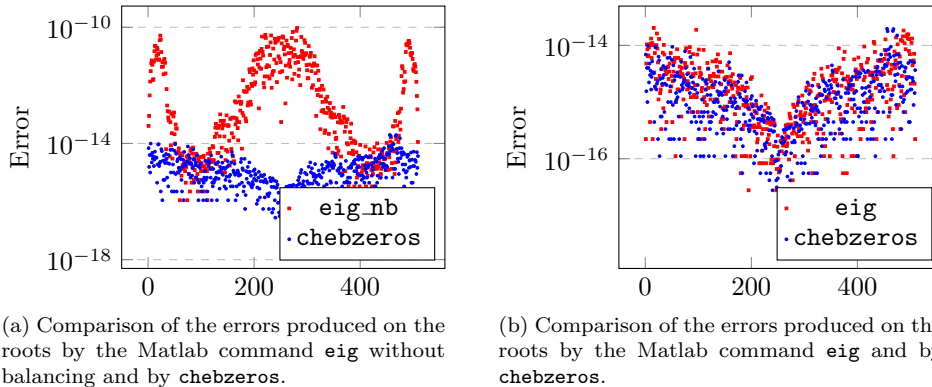 10^{-10}
10^{-14}
10^{-18}
Error
0
200
400
eig_nb
chebzeros
10^{-14}
10^{-16}
Error
0
200
400
eig
chebzeros
(a) Comparison of the errors produced on the
roots by the Matlab command eig without
balancing and by chebzeros.
(b) Comparison of the errors produced on the
roots by the Matlab command eig and by
chebzeros.